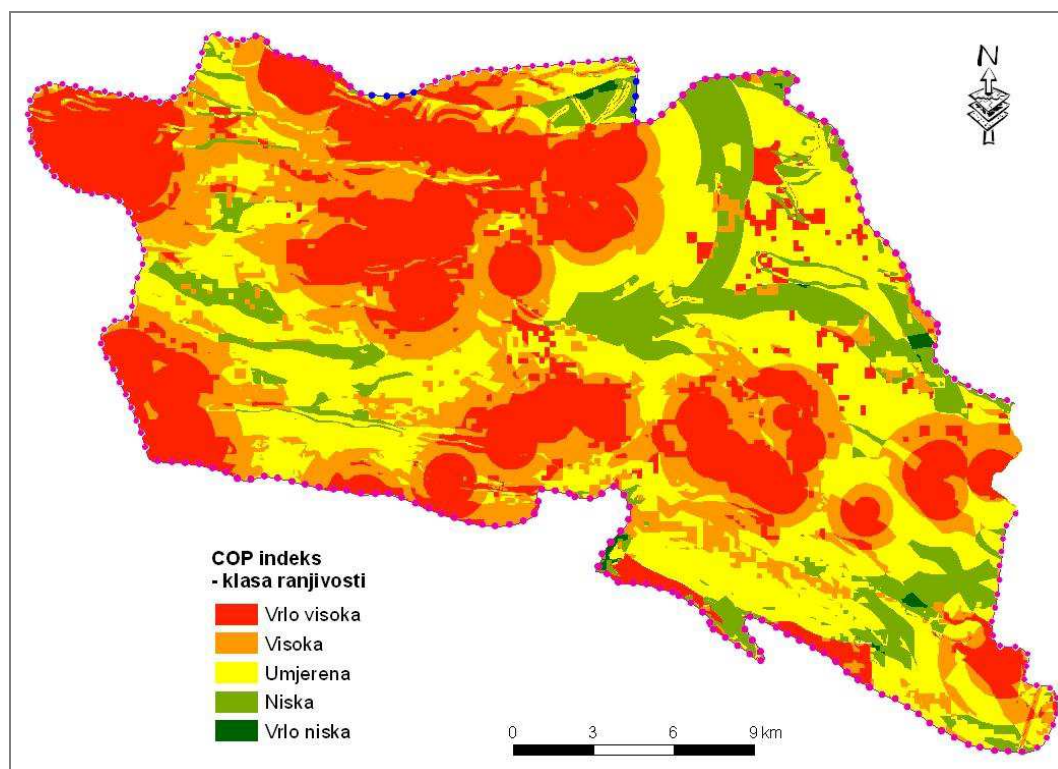 N
COP indeks
- klasa ranjivosti
Vrlo visoka
Visoka
Umjerena
Niska
Vrlo niska
0 3 6 9 km